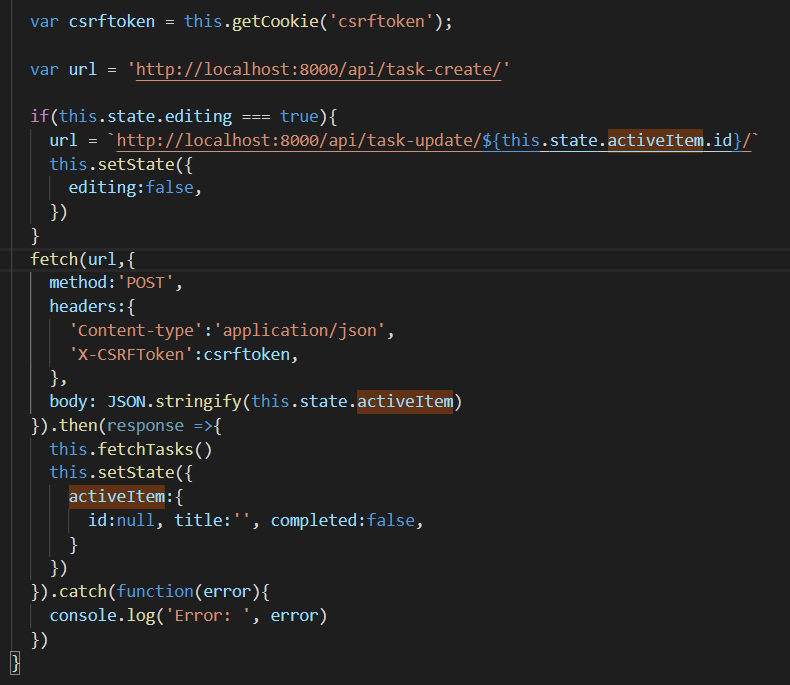 var csrftoken = this.getCookie('csrftoken');
var url = 'http://localhost:8000/api/task-create/'
if(this.state.editing === true){
url = `http://localhost:8000/api/task-update/${this.state.activeItem.id}/`
this.setState({
editing:false,
})
}
fetch(url,{
method:'POST',
headers:{
'Content-type':'application/json',
'X-CSRFToken':csrftoken,
},
body: JSON.stringify(this.state.activeItem)
}).then(response =>{
this.fetchTasks()
this.setState({
activeItem:{
id:null, title:'', completed:false,
}
})
}).catch(function(error){
console.log('Error: ', error)
})
}